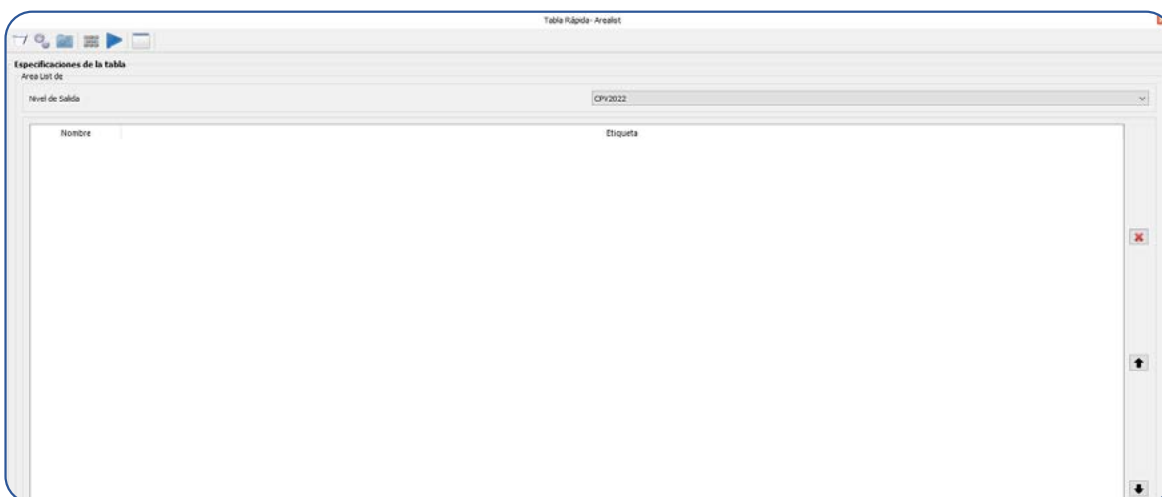 Tabla Rápida- Arealist
Especificaciones de la tabla
Area List de
Nivel de Salida
CPV2022
Nombre
Etiqueta